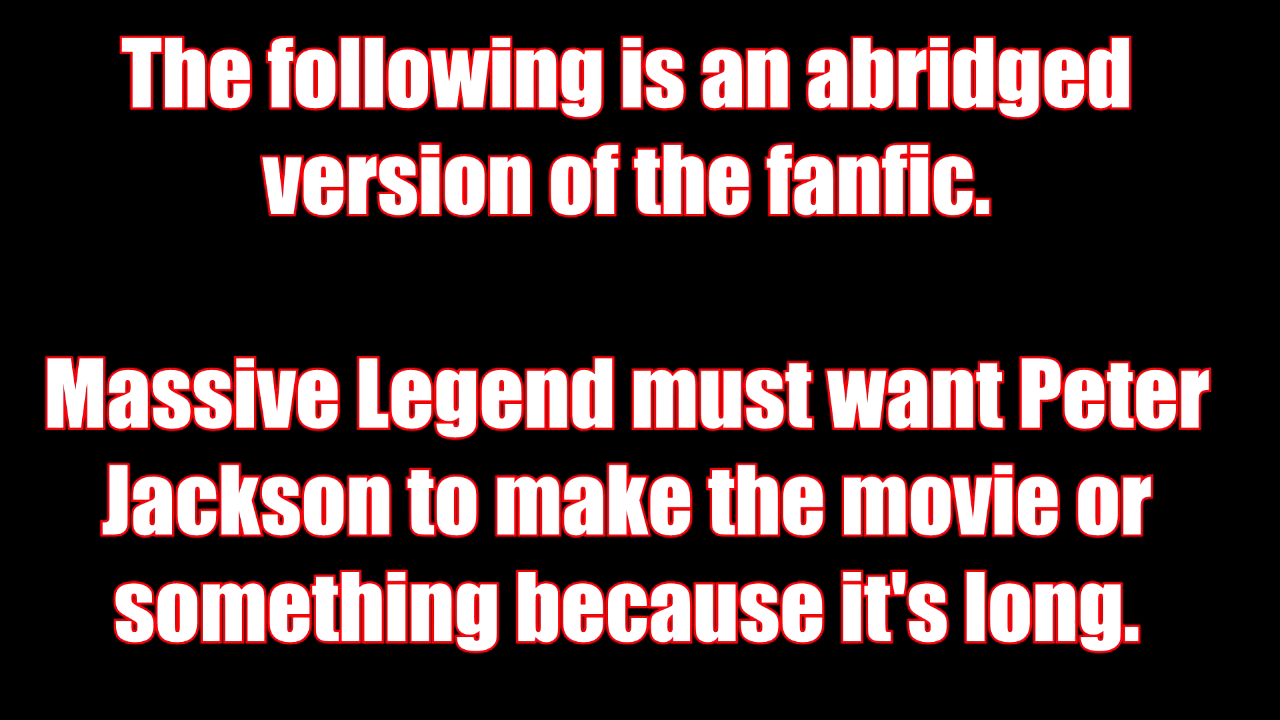 The following is an abridged
version of the fanfic.
Massive Legend must want Peter
Jackson to make the movie or
something because it's long.